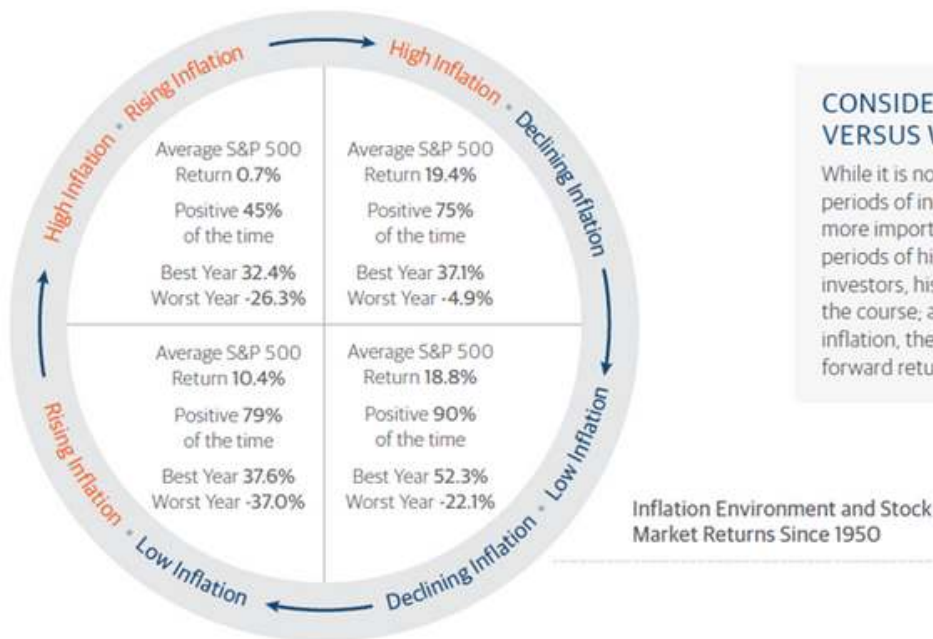 High Inflation • Rising Inflation
High Inflation • Declining Inflation
Average S&P 500
Return 0.7%
Positive 45%
of the time
Best Year 32.4%
Worst Year -26.3%
Average S&P 500
Return 19.4%
Positive 75%
of the time
Best Year 37.1%
Worst Year -4.9%
Average S&P 500
Return 10.4%
Positive 79%
of the time
Best Year 37.6%
Worst Year -37.0%
Average S&P 500
Return 18.8%
Positive 90%
of the time
Best Year 52.3%
Worst Year -22.1%
Rising Inflation • Low Inflation
Declining Inflation • Low Inflation
CONSIDE
VERSUS
While it is no
periods of in
more import
periods of hi
investors, his
the course; a
inflation, the
forward retu
Inflation Environment and Stock
Market Returns Since 1950